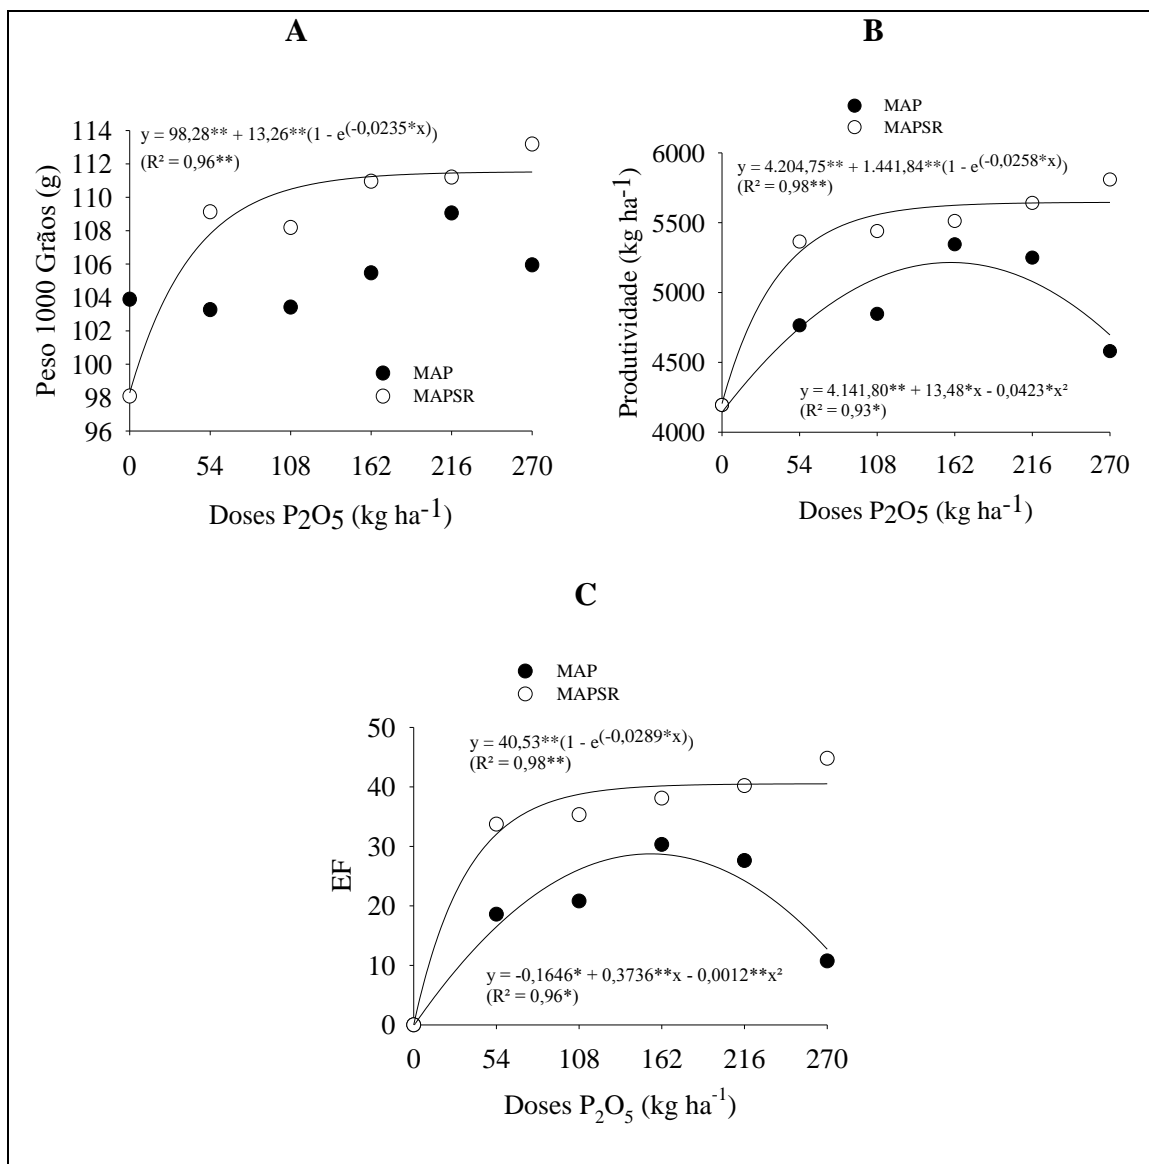 A
y = 98,28** + 13,26**(1 - e(-0,0235*x))
(R² = 0,96**)
Peso 1000 Grãos (g)
114
112
110
108
106
104
102
100
98
96
MAP
MAPSR
0 54 108 162 216 270
Doses P2O5 (kg ha-1)
B
MAP
MAPSR
y = 4.204,75** + 1.441,84**(1 - e(-0,0258*x))
(R² = 0,98**)
Produtividade (kg ha-1)
6000
5500
5000
4500
4000
y = 4.141,80** + 13,48*x - 0,0423*x²
(R² = 0,93*)
0 54 108 162 216 270
Doses P2O5 (kg ha-1)
C
MAP
MAPSR
y = 40,53**(1 - e(-0,0289*x))
(R² = 0,98**)
EF
50
40
30
20
10
0
y = -0,1646* + 0,3736**x - 0,0012**x²
(R² = 0,96*)
0 54 108 162 216 270
Doses P2O5 (kg ha-1)